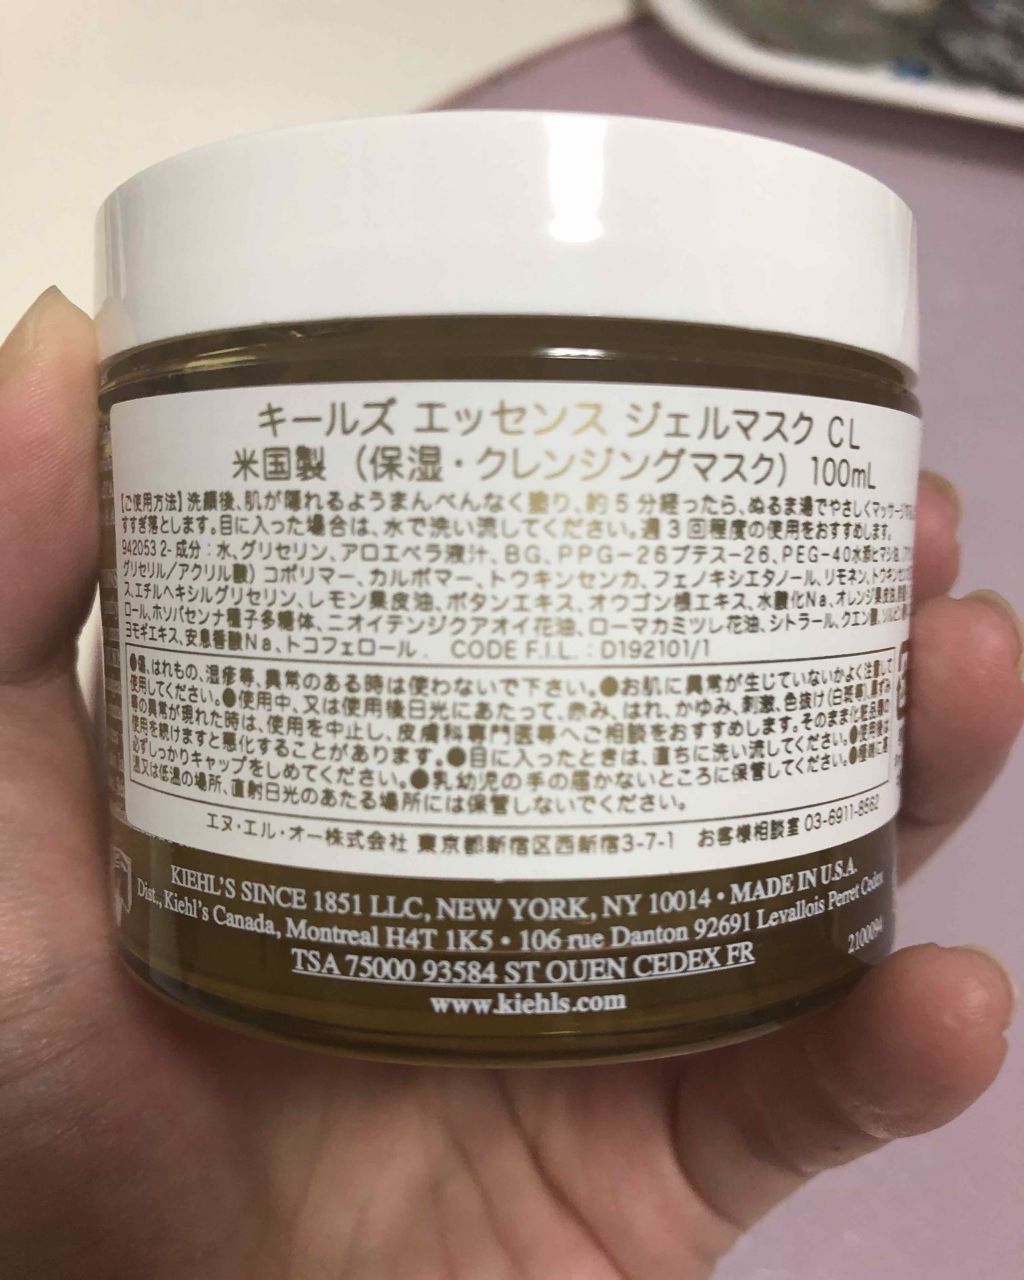 キールズ エッセンス ジェルマスク CL
米国製 (保湿・クレンジングマスク) 100mL
【ご使用方法】洗顔後、肌が隠れるようまんべんなく塗り、約5分経ったら、ぬるま湯でやさしくマッサージ
すすぎ落とします。目に入った場合は、水で洗い流してください。週3回程度の使用をおすすめします。
942053 2- 成分:水、グリセリン、アロエベラ液汁、BG、PPG-26ブテス-26、PEG-40水添ヒマシ油、
グリセリル/アクリル酸) コポリマー、カルボマー、トウキンセンカ、フェノキシエタノール、リモネン、トウキンセンカ
ス、エチルヘキシルグリセリン、レモン果皮油、ボタンエキス、オウゴン根エキス、水酸化Na、オレンジ果皮油、
ロール、ホソバセンナ種子多糖体、ニオイテンジクアオイ花油、ローマカミツレ花油、シトラール、クエン酸、
ヨモギエキス、安息香酸Na、トコフェロール. CODE F.I.L. : D192101/1
●傷、はれもの、湿疹等、異常のある時は使わないで下さい。●お肌に異常が生じていないかよく注意して
使用してください。●使用中、又は使用後日光にあたって、赤み、はれ、かゆみ、刺激、色抜け(白斑等)、黒ずみ
等の異常が現れた時は、使用を中止し、皮膚科専門医等へご相談をおすすめします。そのまま化粧品類の
使用を続けますと悪化することがあります。●目に入ったときは、直ちに洗い流してください。●使用後は
必ずしっかりキャップをしめてください。●乳幼児の手の届かないところに保管してください。●極端に高
温又は低温の場所、直射日光のあたる場所には保管しないでください。
エヌ・エル・オー株式会社 東京都新宿区西新宿3-7-1 お客様相談室 03-6911-8562
KIEHL'S SINCE 1851 LLC, NEW YORK, NY 10014 • MADE IN U.S.A.
Dist., Kiehl's Canada, Montreal H4T 1K5 • 106 rue Danton 92691 Levallois Perret Cedex
TSA 75000 93584 ST OUEN CEDEX FR
2100094
www.kiehls.com